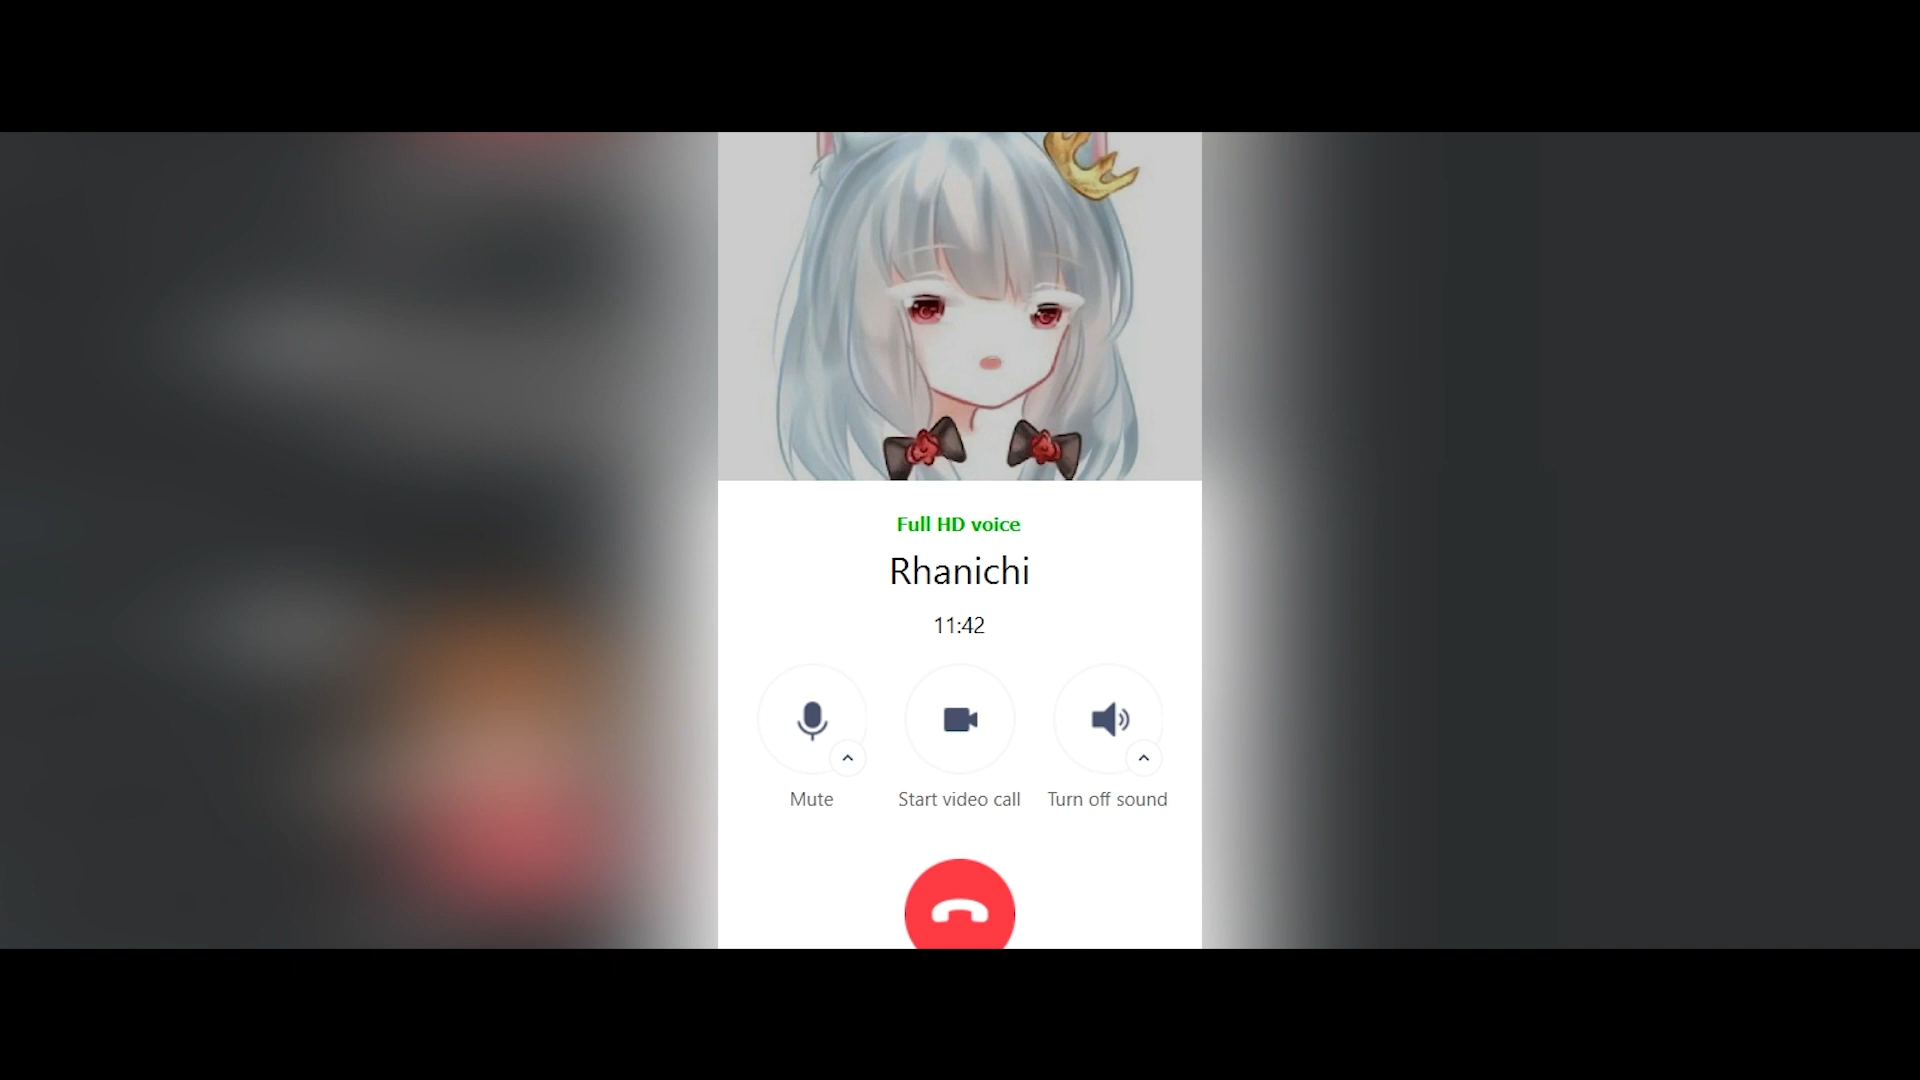 Full HD voice
Rhanichi
11:42
Mute
Start video call
Turn off sound